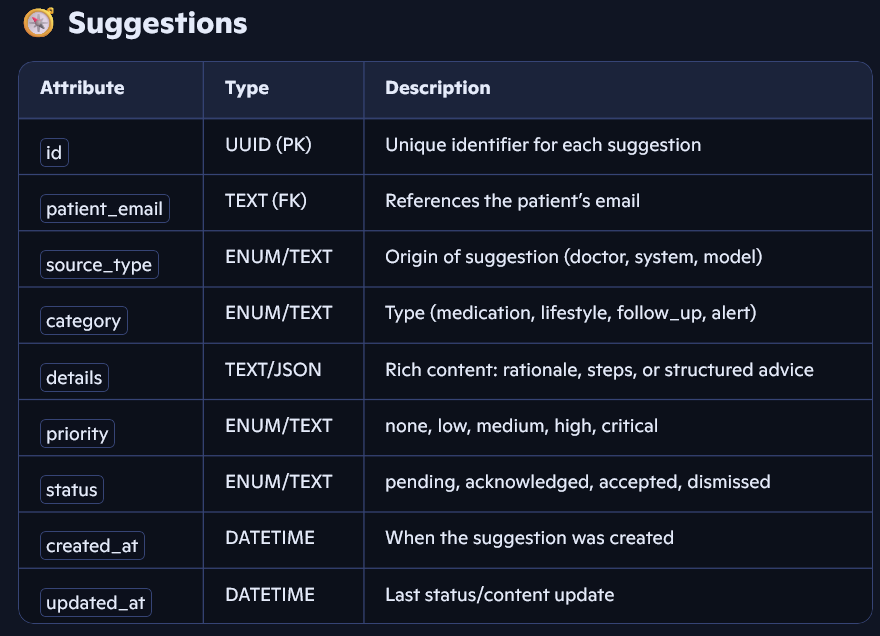 Suggestions
Attribute Type Description
id UUID (PK) Unique identifier for each suggestion
patient_email TEXT (FK) References the patient’s email
source_type ENUM/TEXT Origin of suggestion (doctor, system, model)
category ENUM/TEXT Type (medication, lifestyle, follow_up, alert)
details TEXT/JSON Rich content: rationale, steps, or structured advice
priority ENUM/TEXT none, low, medium, high, critical
status ENUM/TEXT pending, acknowledged, accepted, dismissed
created_at DATETIME When the suggestion was created
updated_at DATETIME Last status/content update